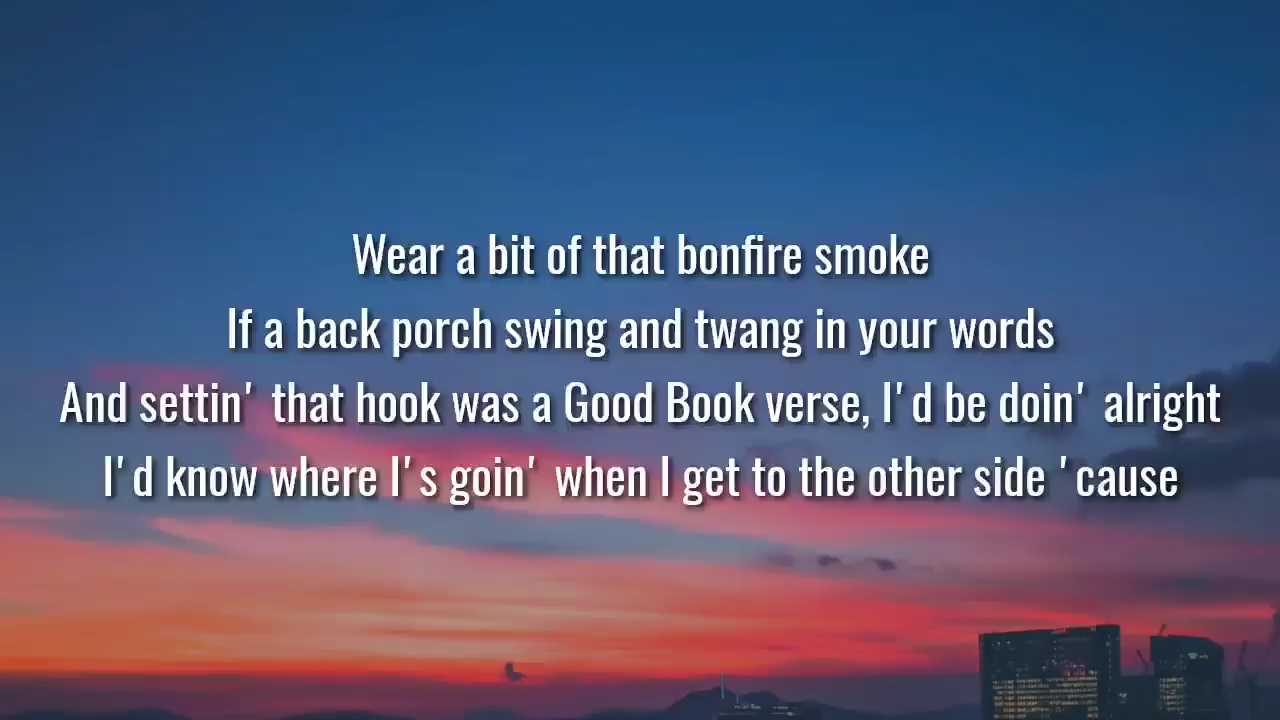 Wear a bit of that bonfire smoke
If a back porch swing and twang in your words
And settin' that hook was a Good Book verse, I'd be doin' alright
I'd know where I's goin' when I get to the other side 'cause